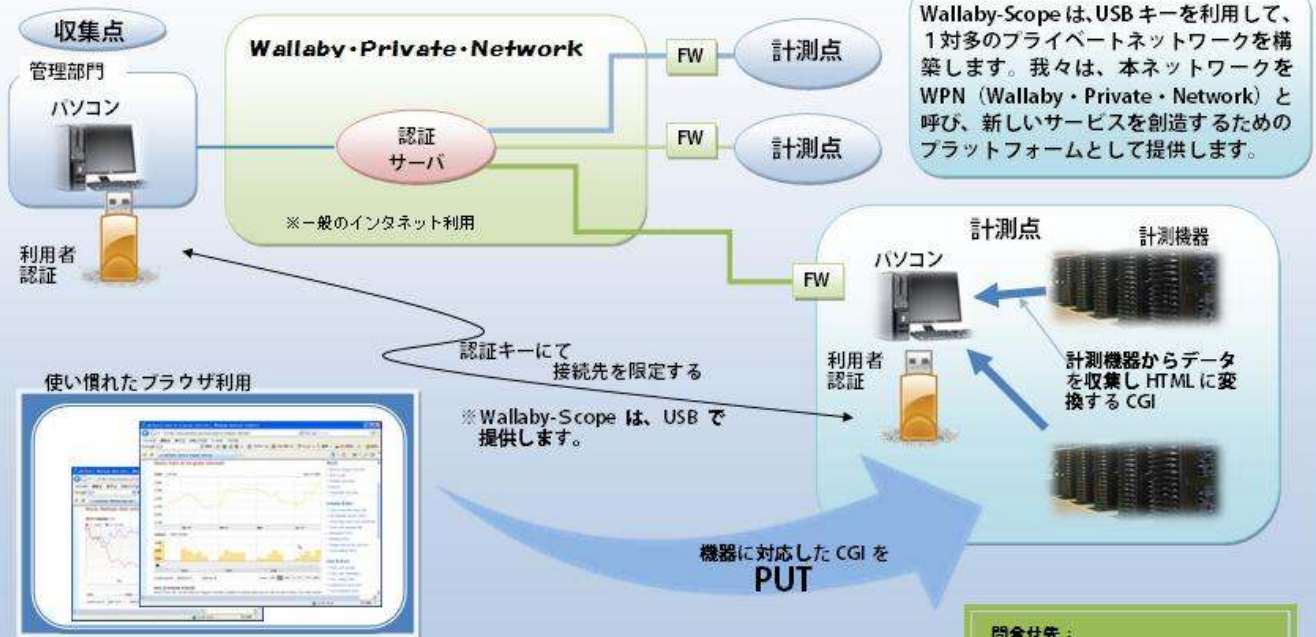 収集点
管理部門
パソコン
利用者
認証
Wallaby・Private・Network
認証
サーバ
※一般のインタネット利用
FW
計測点
FW
計測点
Wallaby-Scope は、USB キーを利用して、
１対多のプライベートネットワークを構
築します。我々は、本ネットワークを
WPN（Wallaby・Private・Network）と
呼び、新しいサービスを創造するための
プラットフォームとして提供します。
FW
計測点
計測機器
パソコン
利用者
認証
計測機器からデータ
を収集し HTML に変
換する CGI
認証キーにて
接続先を限定する
※Wallaby-Scope は、USB で
提供します。
使い慣れたブラウザ利用
機器に対応した CGI を
PUT
問合せ先：